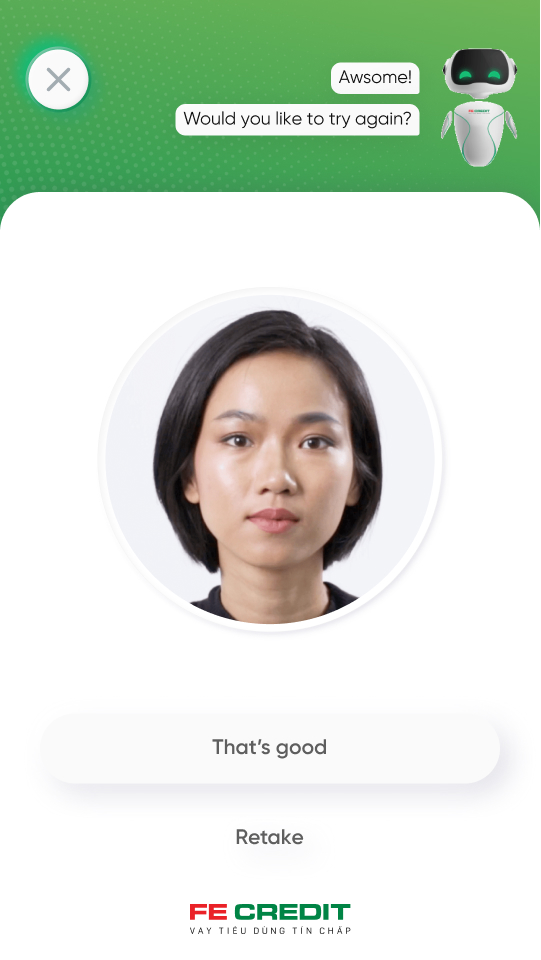 Awsome!
Would you like to try again?
FE CREDIT
That's good
Retake
FE CREDIT
VAY TIÊU DÙNG TÍN CHẤP